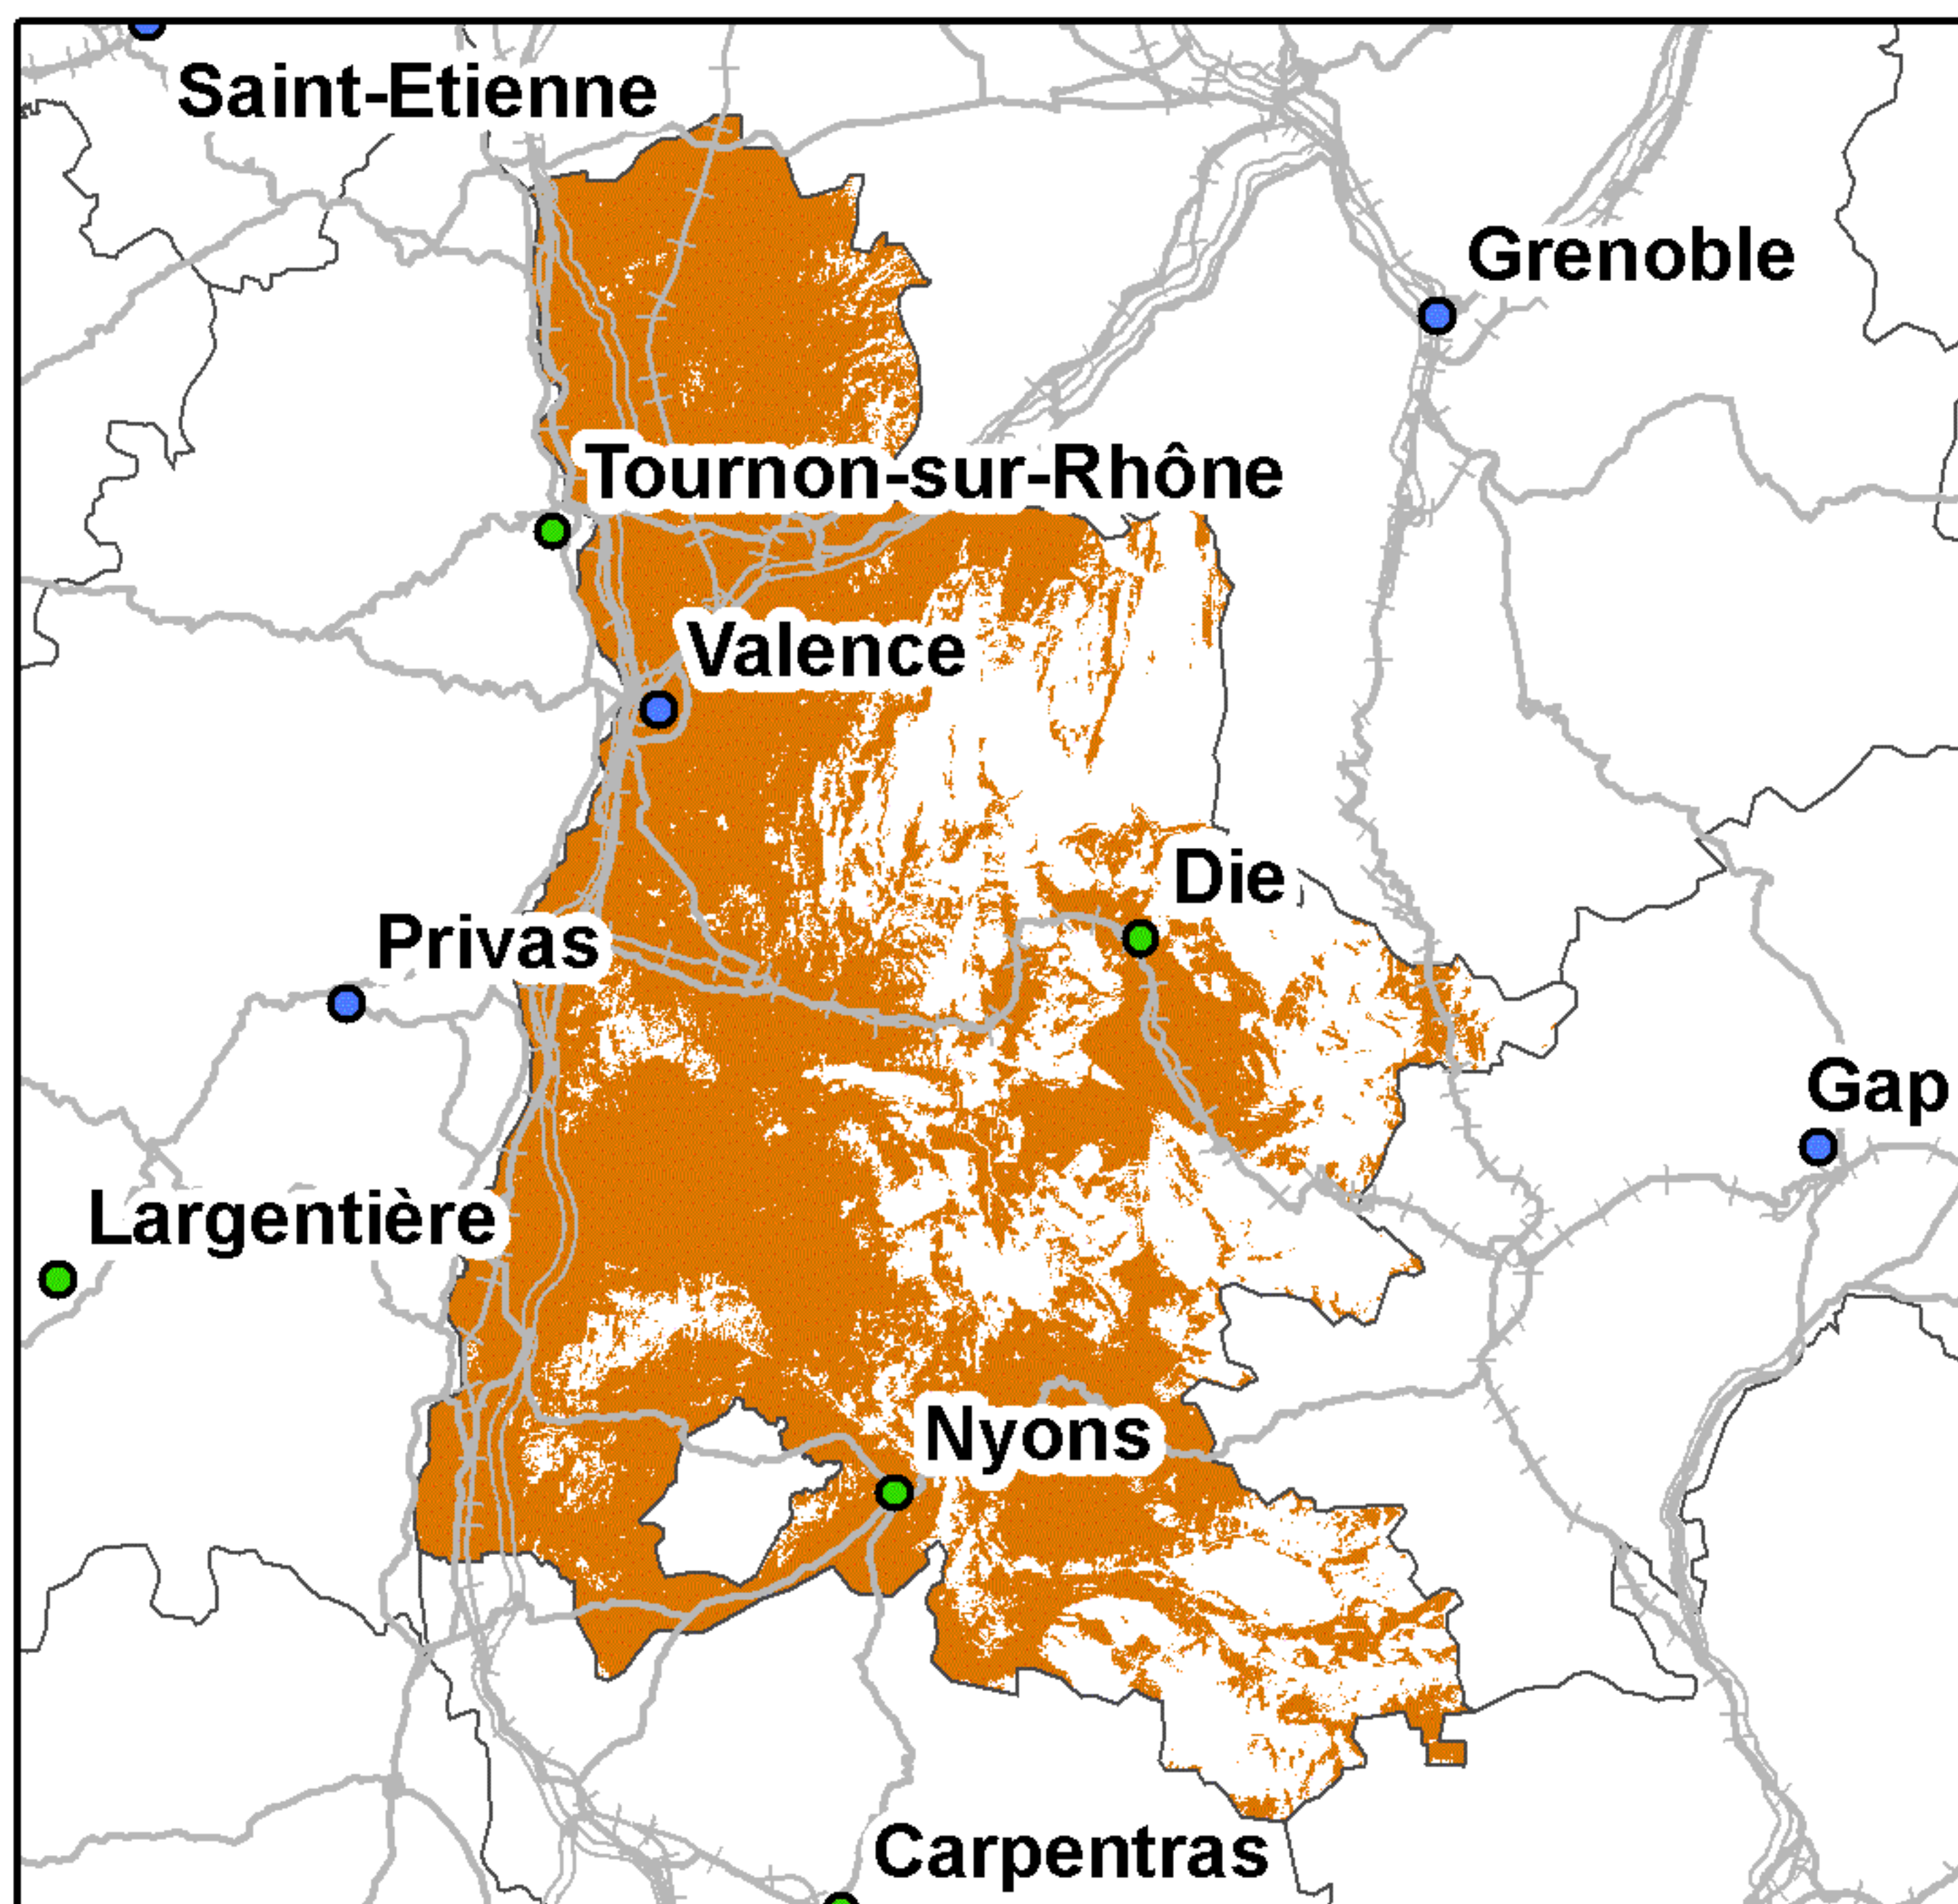 Saint-Etienne
Grenoble
Tournon-sur-Rhône
Valence
Die
Privas
Gap
Largentière
Nyons
Carpentras